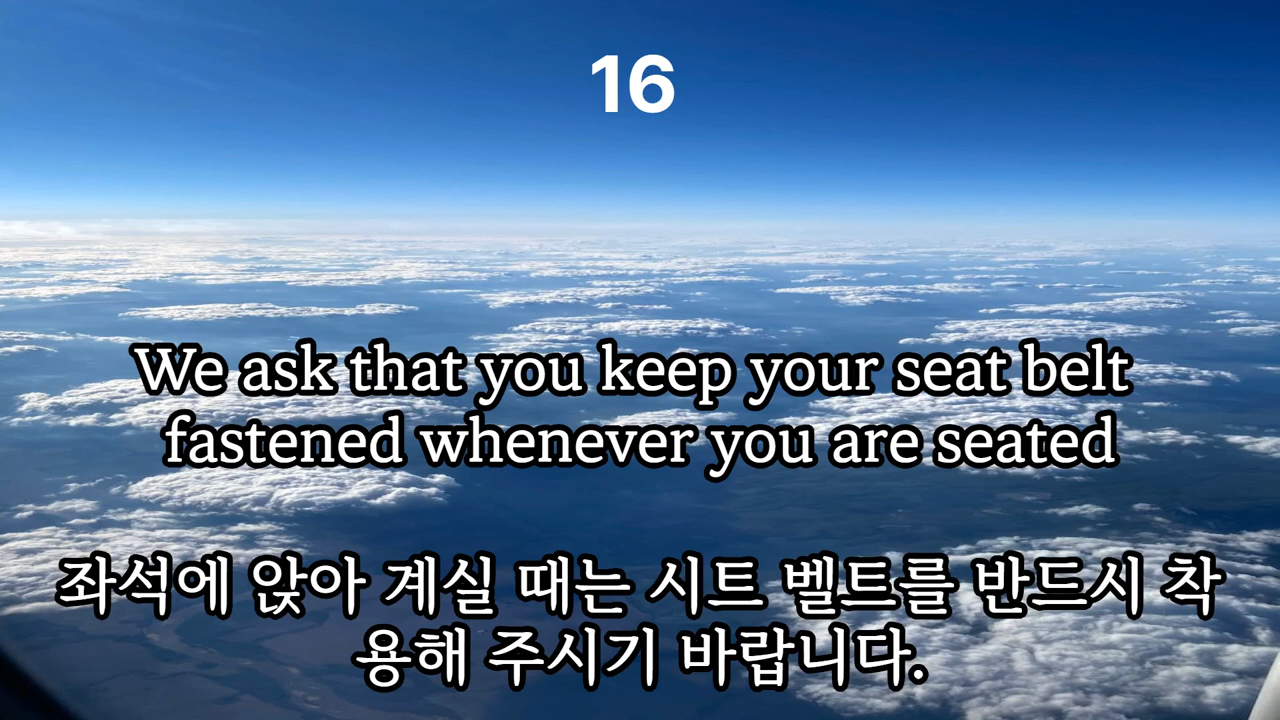 16
We ask that you keep your seat belt
fastened whenever you are seated
좌석에 앉아 계실 때는 시트 벨트를 반드시 착
용해 주시기 바랍니다.